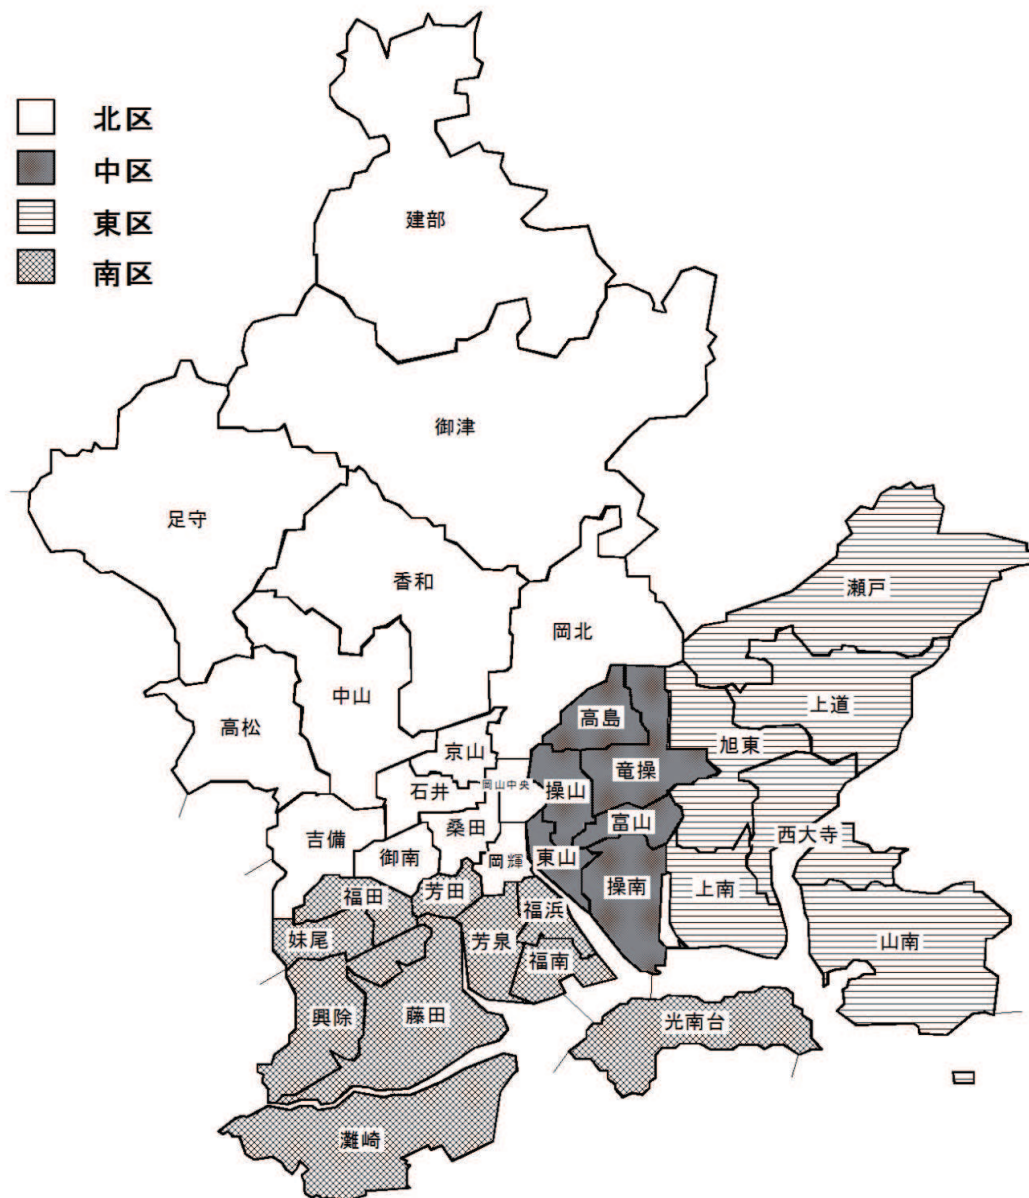 北区
中区
東区
南区
建部
御津
足守
香和
瀬戸
岡北
中山
上道
高松
高島
旭東
京山
竜操
石井
岡山中央
操山
吉備
桑田
富山
西大寺
御南
岡輝
東山
操南
上南
福田
芳田
福浜
妹尾
芳泉
山南
福南
興除
藤田
光南台
灘崎